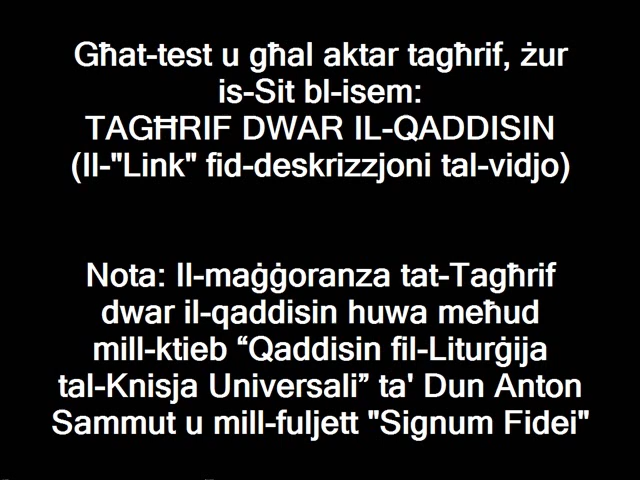 Għat-test u għal aktar tagħrif, żur
is-Sit bl-isem:
TAGĦRIF DWAR IL-QADDISIN
(Il-"Link" fid-deskrizzjoni tal-vidjo)
Nota: Il-maġġoranza tat-Tagħrif
dwar il-qaddisin huwa meħud
mill-ktieb “Qaddisin fil-Liturġija
tal-Knisja Universali” ta' Dun Anton
Sammut u mill-fuljett "Signum Fidei"